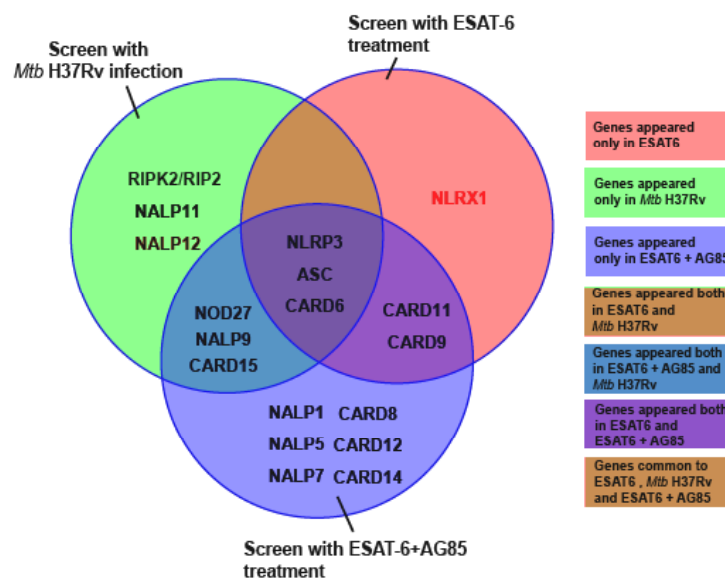 Screen with
Mtb H37Rv infection
Screen with ESAT-6
treatment
RIPK2/RIP2
NALP11
NALP12
NLRX1
NLRP3
ASC
CARD6
NOD27
NALP9
CARD15
CARD11
CARD9
NALP1 CARD8
NALP5 CARD12
NALP7 CARD14
Screen with ESAT-6+AG85
treatment
Genes appeared
only in ESAT6
Genes appeared
only in Mtb H37Rv
Genes appeared
only in ESAT6 + AG85
Genes appeared both
in ESAT6 and
Mtb H37Rv
Genes appeared both
in ESAT6 + AG85 and
Mtb H37Rv
Genes appeared both
in ESAT6 and
ESAT6 + AG85
Genes common to
ESAT6 , Mtb H37Rv
and ESAT6 + AG85